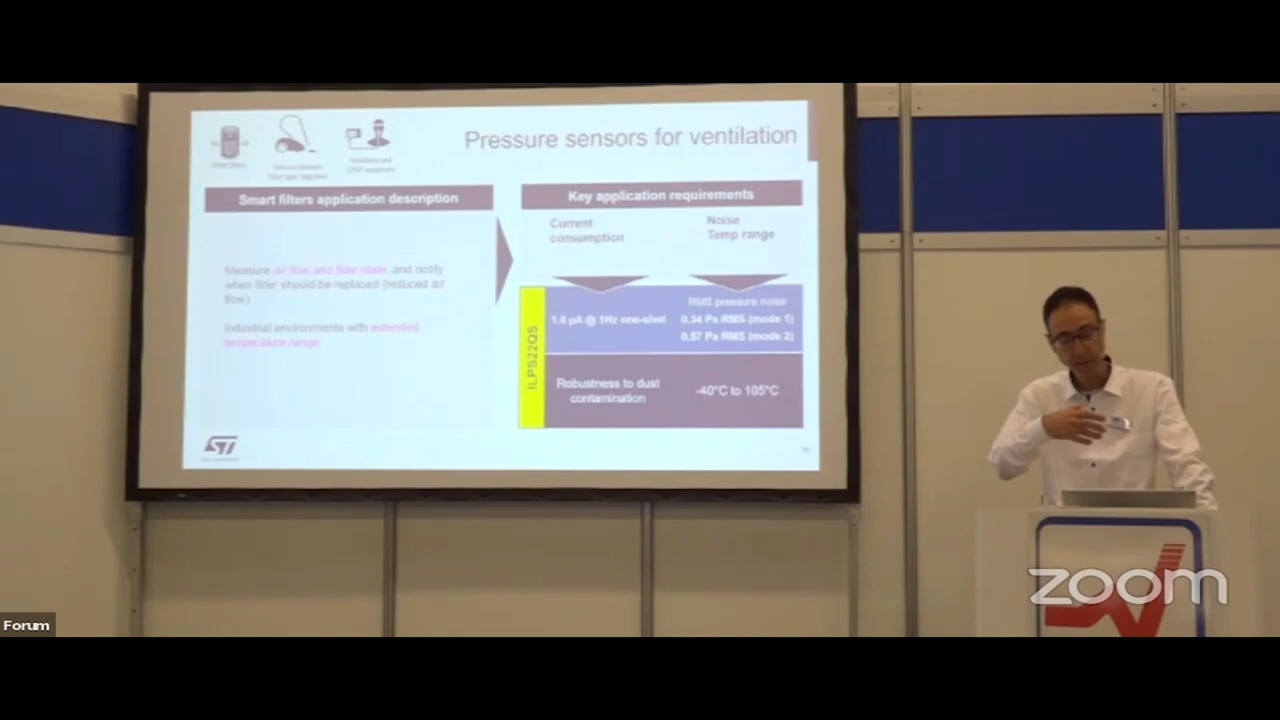 Pressure sensors for ventilation
Smart filters application description
Measure air flow and filter state, and notify
when filter should be replaced (reduced air
flow)
Industrial environments with extended
temperature range
Key application requirements
Current
consumption
Noise
Temp range
ILPS22QS
1.8 µA @ 1Hz one-shot
RMS pressure noise
0.34 Pa RMS (mode 1)
0.57 Pa RMS (mode 2)
Robustness to dust
contamination
-40°C to 105°C
ST
zoom
Forum